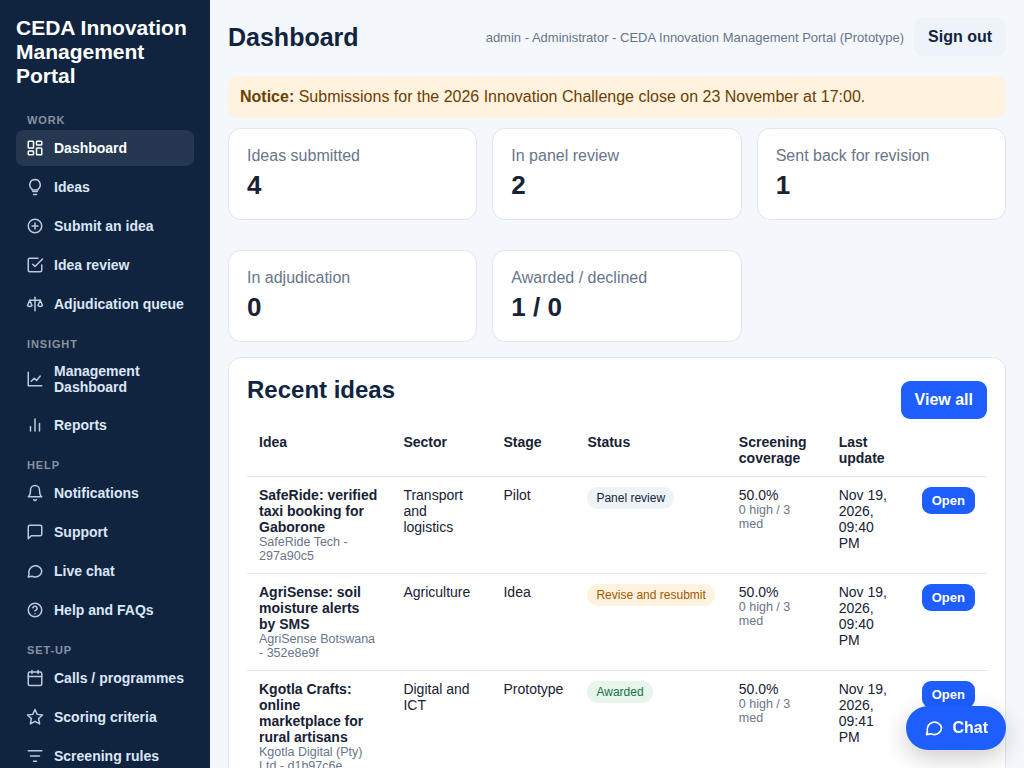 CEDA Innovation
Management
Portal
WORK
Dashboard
Ideas
Submit an idea
Idea review
Adjudication queue
INSIGHT
Management
Dashboard
Reports
HELP
Notifications
Support
Live chat
Help and FAQs
SET-UP
Calls / programmes
Scoring criteria
Screening rules
Dashboard
admin - Administrator - CEDA Innovation Management Portal (Prototype)
Sign out
Notice: Submissions for the 2026 Innovation Challenge close on 23 November at 17:00.
Ideas submitted
4
In panel review
2
Sent back for revision
1
In adjudication
0
Awarded / declined
1 / 0
Recent ideas
View all
Idea
Sector
Stage
Status
Screening
coverage
Last
update
SafeRide: verified
taxi booking for
Gaborone
SafeRide Tech -
297a90c5
Transport
and
logistics
Pilot
Panel review
50.0%
0 high / 3
med
Nov 19,
2026,
09:40
PM
Open
AgriSense: soil
moisture alerts
by SMS
AgriSense Botswana
- 352e8e9f
Agriculture
Idea
Revise and resubmit
50.0%
0 high / 3
med
Nov 19,
2026,
09:40
PM
Open
Kgotla Crafts:
online
marketplace for
rural artisans
Kgotla Digital (Pty)
Ltd - d1b97c6e
Digital and
ICT
Prototype
Awarded
50.0%
0 high / 3
med
Nov 19,
2026,
09:41
PM
Open
Chat